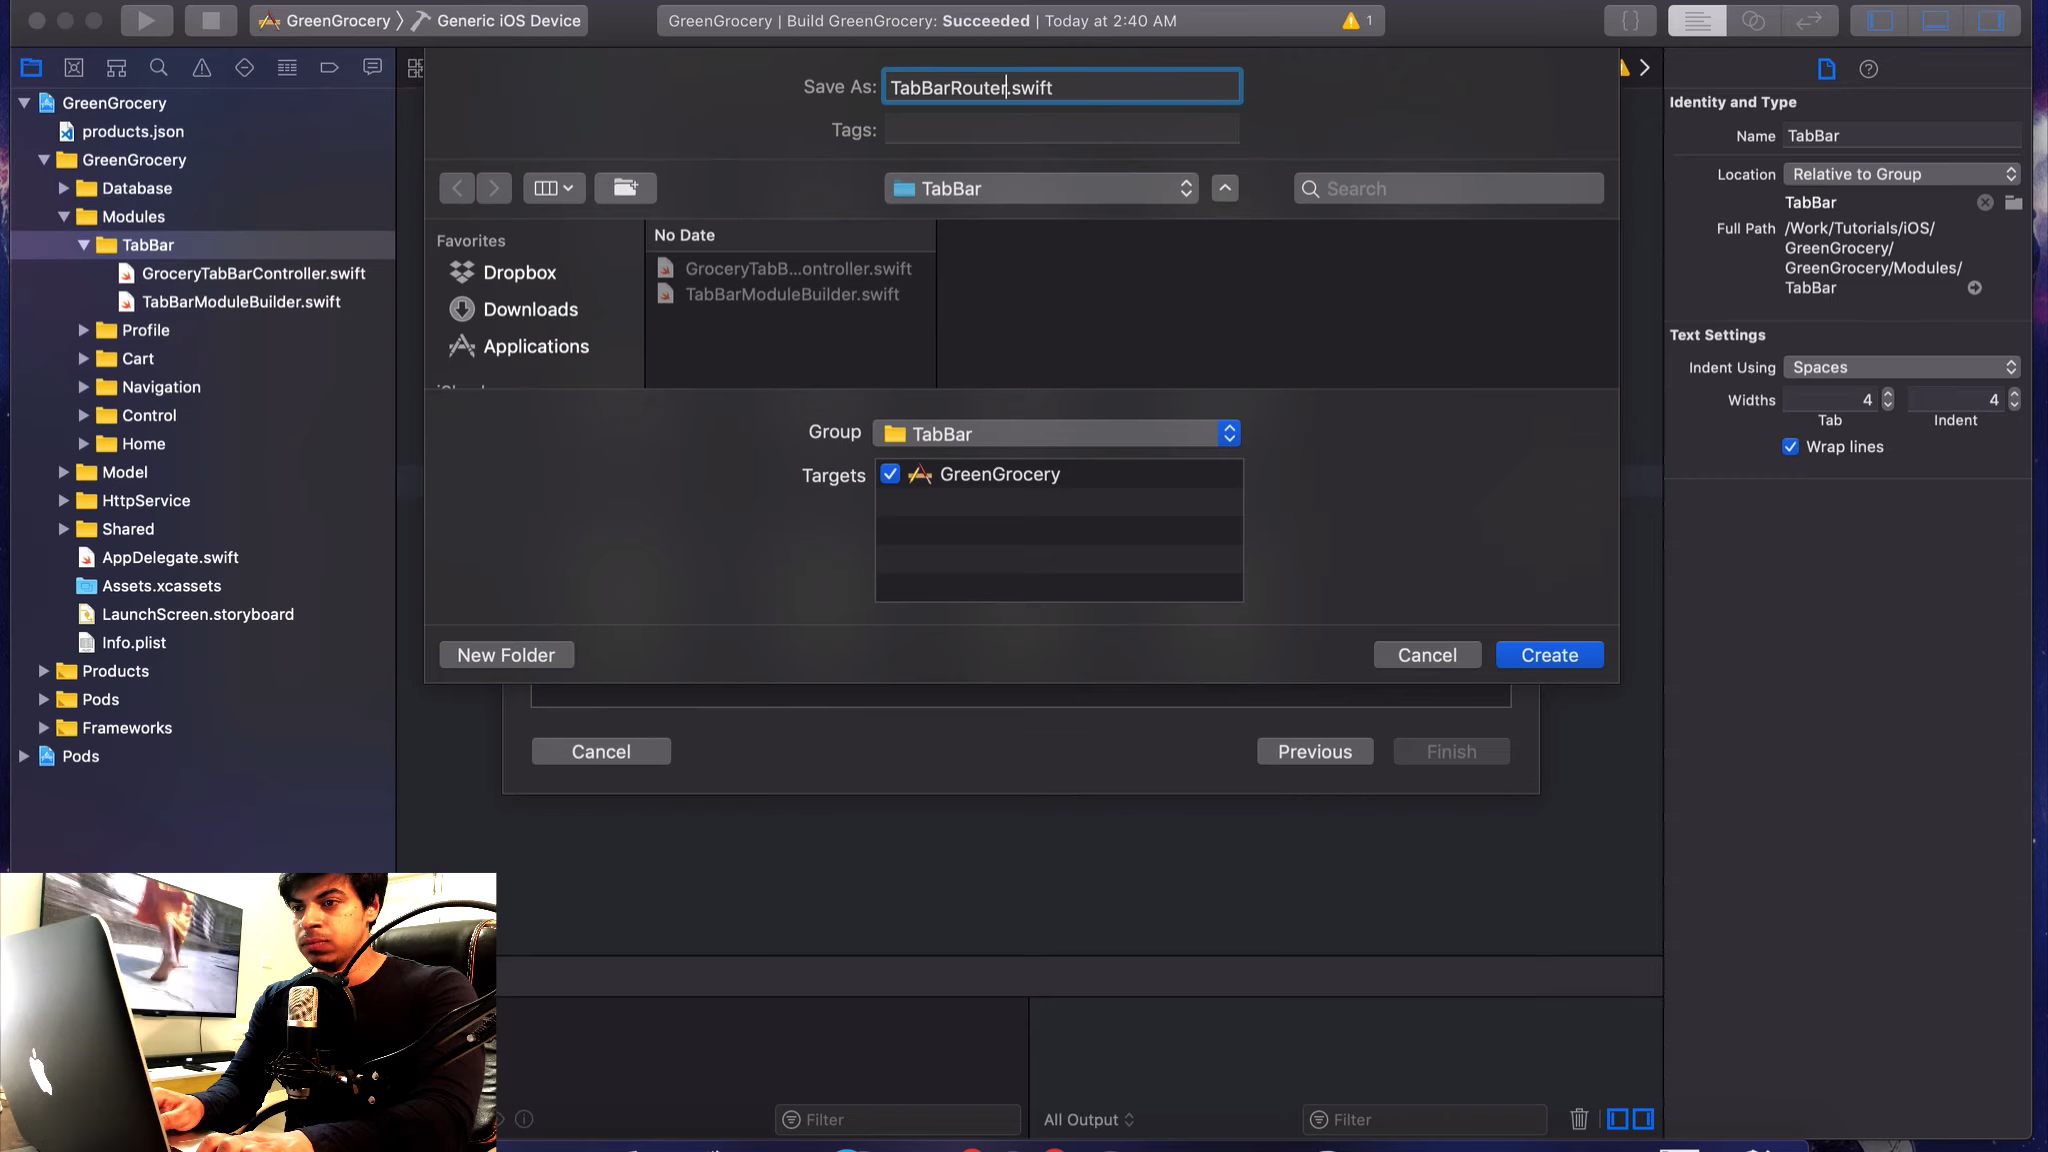 GreenGrocery
Generic iOS Device
GreenGrocery | Build GreenGrocery: Succeeded | Today at 2:40 AM
1
GreenGrocery
products.json
GreenGrocery
Database
Modules
TabBar
GroceryTabBarController.swift
TabBarModuleBuilder.swift
Profile
Cart
Navigation
Control
Home
Model
HttpService
Shared
AppDelegate.swift
Assets.xcassets
LaunchScreen.storyboard
Info.plist
Products
Pods
Frameworks
Pods
Save As: TabBarRouter.swift
Tags:
TabBar
Search
Favorites
Dropbox
Downloads
Applications
No Date
GroceryTabB...ontroller.swift
TabBarModuleBuilder.swift
Group TabBar
Targets GreenGrocery
New Folder
Cancel
Create
Cancel
Previous
Finish
Identity and Type
Name TabBar
Location Relative to Group
TabBar
Full Path /Work/Tutorials/iOS/
GreenGrocery/
GreenGrocery/Modules/
TabBar
Text Settings
Indent Using Spaces
Widths 4 4
Tab Indent
Wrap lines
Filter
All Output
Filter